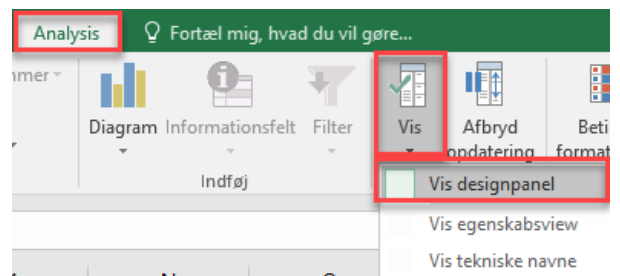 Analysis Fortæl mig, hvad du vil gøre...
Diagram Informationsfelt Filter Vis Afbryd
opdatering
Indføj
Vis designpanel
Vis egenskabsview
Vis tekniske navne